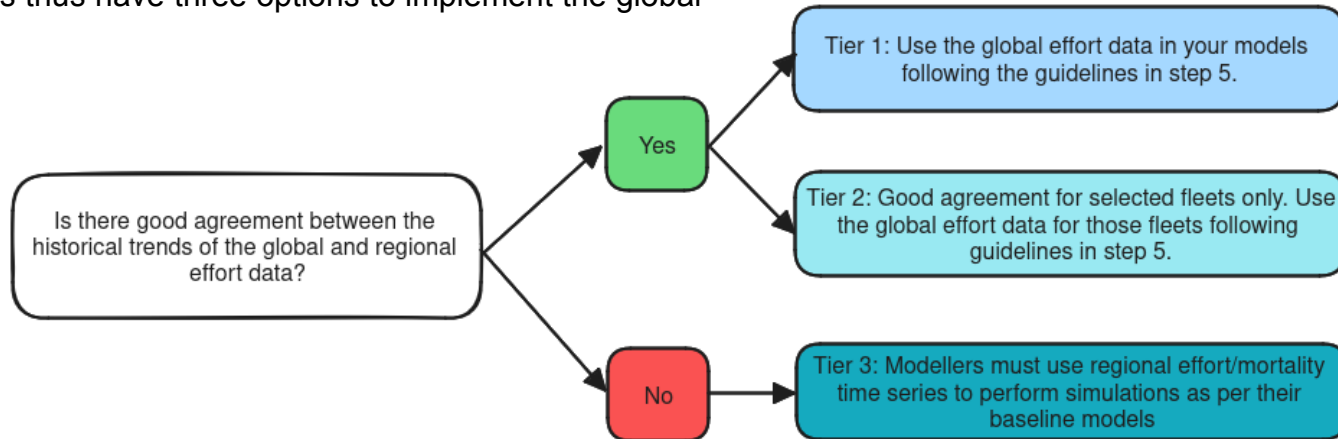 s thus have three options to implement the global
Tier 1: Use the global effort data in your models
following the guidelines in step 5.
Yes
Is there good agreement between the
historical trends of the global and regional
effort data?
Tier 2: Good agreement for selected fleets only. Use
the global effort data for those fleets following
guidelines in step 5.
No
Tier 3: Modellers must use regional effort/mortality
time series to perform simulations as per their
baseline models